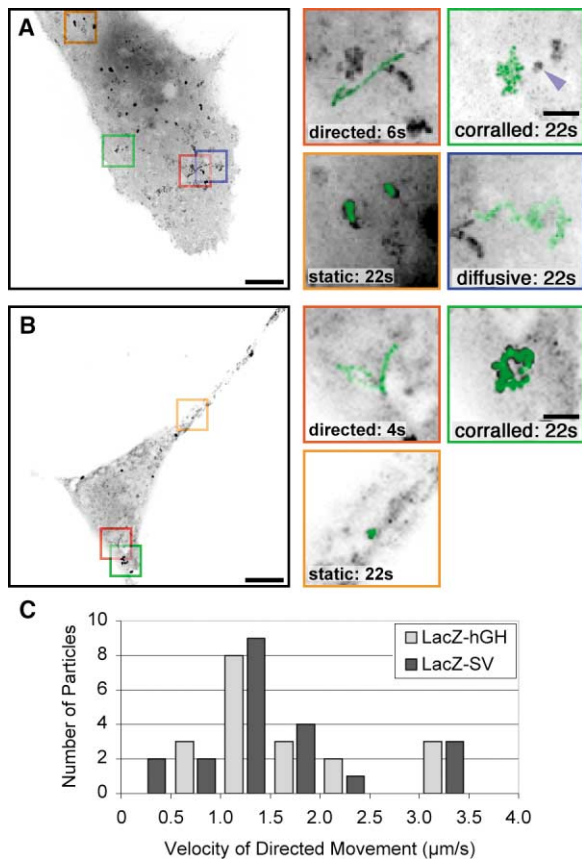 A
directed: 6s
corralled: 22s
static: 22s
diffusive: 22s
B
directed: 4s
corralled: 22s
static: 22s
C
10
8
6
4
2
0
Number of Particles
LacZ-hGH
LacZ-SV
0 0.5 1.0 1.5 2.0 2.5 3.0 3.5 4.0
Velocity of Directed Movement (µm/s)